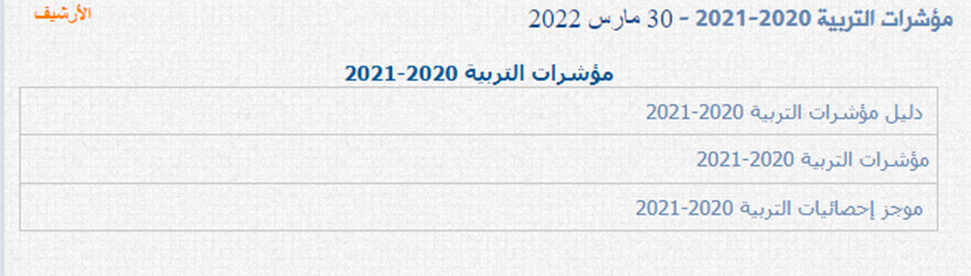 مؤشرات التربية 2020-2021 - 30 مارس 2022
الأرشيف
مؤشرات التربية 2020-2021
دليل مؤشرات التربية 2020-2021
مؤشرات التربية 2020-2021
موجز إحصائيات التربية 2020-2021